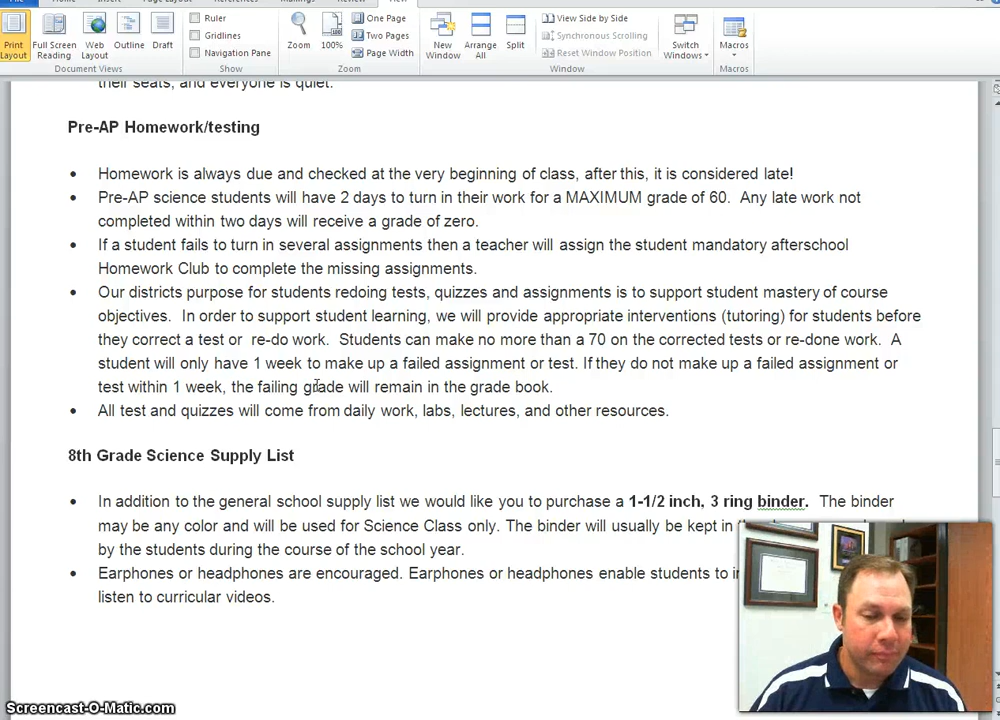 Print Layout
Full Screen Reading
Web Layout
Outline
Draft
Document Views
Ruler
Gridlines
Navigation Pane
Show
Zoom
100%
One Page
Two Pages
Page Width
Zoom
New Window
Arrange All
Split
View Side by Side
Synchronous Scrolling
Reset Window Position
Window
Switch Windows
Macros
Macros
their seats, and everyone is quiet.
Pre-AP Homework/testing
• Homework is always due and checked at the very beginning of class, after this, it is considered late!
• Pre-AP science students will have 2 days to turn in their work for a MAXIMUM grade of 60. Any late work not
completed within two days will receive a grade of zero.
• If a student fails to turn in several assignments then a teacher will assign the student mandatory afterschool
Homework Club to complete the missing assignments.
• Our districts purpose for students redoing tests, quizzes and assignments is to support student mastery of course
objectives. In order to support student learning, we will provide appropriate interventions (tutoring) for students before
they correct a test or re-do work. Students can make no more than a 70 on the corrected tests or re-done work. A
student will only have 1 week to make up a failed assignment or test. If they do not make up a failed assignment or
test within 1 week, the failing grade will remain in the grade book.
• All test and quizzes will come from daily work, labs, lectures, and other resources.
8th Grade Science Supply List
• In addition to the general school supply list we would like you to purchase a 1-1/2 inch, 3 ring binder. The binder
may be any color and will be used for Science Class only. The binder will usually be kept in
by the students during the course of the school year.
• Earphones or headphones are encouraged. Earphones or headphones enable students to
listen to curricular videos.
Screencast-O-Matic.com